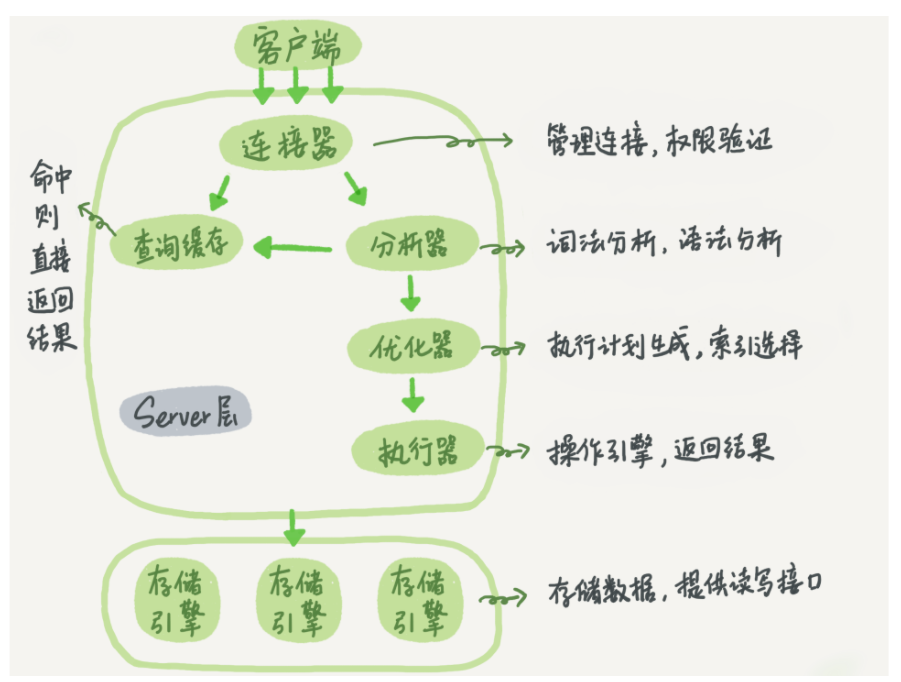 客户端
连接器
管理连接，权限验证
命中
则
直接
返回
结果
查询缓存
分析器
词法分析，语法分析
优化器
执行计划生成，索引选择
Server层
执行器
操作引擎，返回结果
存储
引擎
存储
引擎
存储
引擎
存储数据，提供读写接口